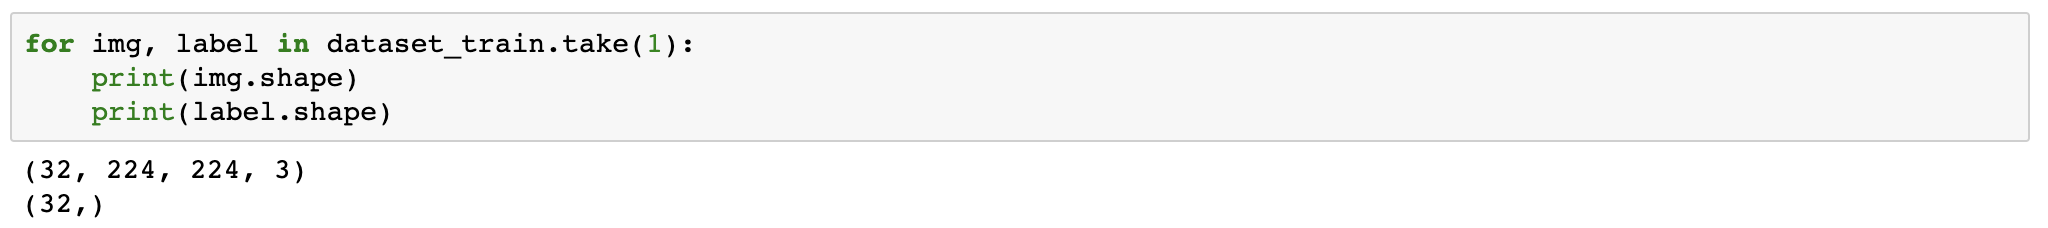 for img, label in dataset_train.take(1):
    print(img.shape)
    print(label.shape)
(32, 224, 224, 3)
(32,)